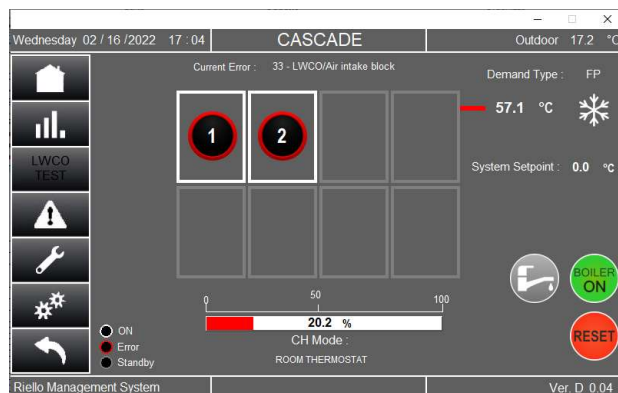 Wednesday 02 / 16 /2022 17 : 04 CASCADE Outdoor 17.2 °C
Current Error : 33 - LWCO/Air intake block
Demand Type : FP
57.1 °C
1 2
LWCO
TEST
System Setpoint : 0.0 °C
BOILER
ON
0 50 100
20.2 %
ON
Error
Standby
CH Mode :
ROOM THERMOSTAT
RESET
Riello Management System Ver. D 0.04